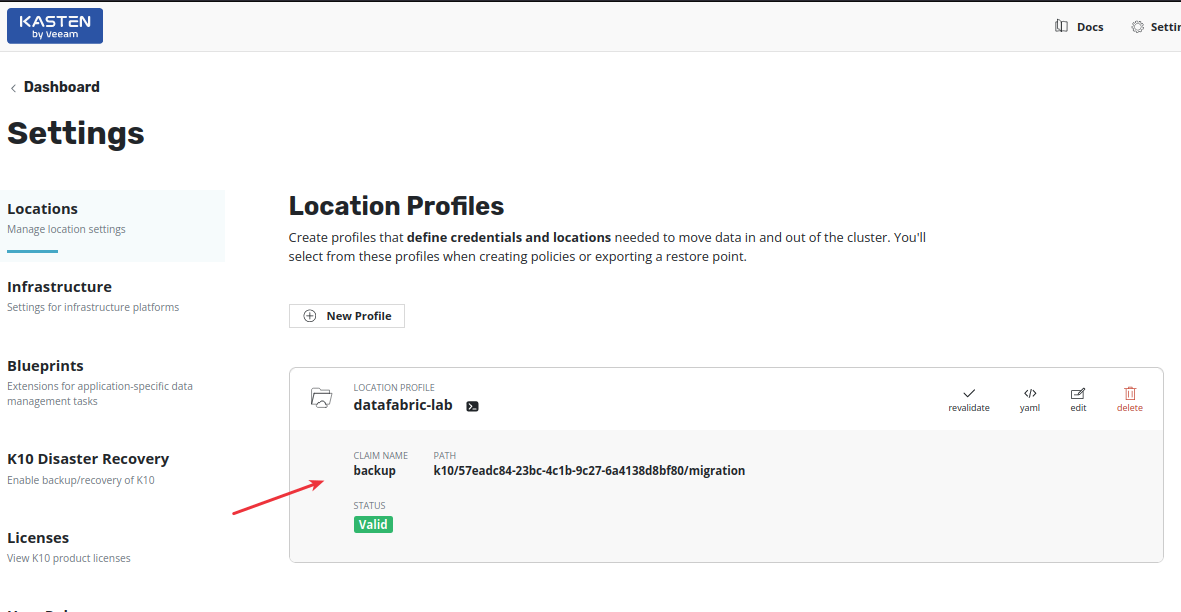 KASTEN
by Veeam
Docs
Settin
Dashboard
Settings
Locations
Manage location settings
Infrastructure
Settings for infrastructure platforms
Blueprints
Extensions for application-specific data
management tasks
K10 Disaster Recovery
Enable backup/recovery of K10
Licenses
View K10 product licenses
Location Profiles
Create profiles that define credentials and locations needed to move data in and out of the cluster. You'll
select from these profiles when creating policies or exporting a restore point.
New Profile
LOCATION PROFILE
datafabric-lab
revalidate
yaml
edit
delete
CLAIM NAME PATH
backup k10/57eadc84-23bc-4c1b-9c27-6a4138d8bf80/migration
STATUS
Valid